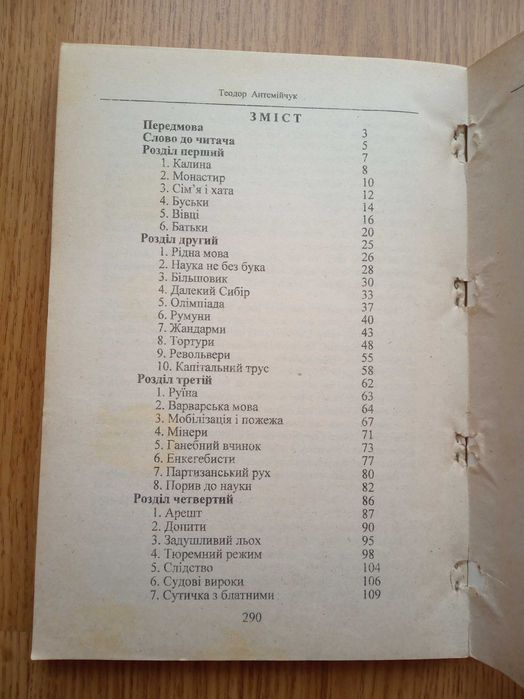 Теодор Антемійчук
ЗМІСТ
Передмова 3
Слово до читача 5
Розділ перший 7
1. Калина 8
2. Монастир 10
3. Сім'я і хата 12
4. Буськи 14
5. Вівці 16
6. Батьки 20
Розділ другий 25
1. Рідна мова 26
2. Наука не без бука 28
3. Більшовик 30
4. Далекий Сибір 33
5. Олімпіада 37
6. Румуни 40
7. Жандарми 43
8. Тортури 48
9. Револьвери 55
10. Капітальний трус 58
Розділ третій 62
1. Руїна 63
2. Варварська мова 64
3. Мобілізація і пожежа 67
4. Мінери 71
5. Ганебний вчинок 73
6. Енкегебисти 77
7. Партизанський рух 80
8. Порив до науки 82
Розділ четвертий 86
1. Арешт 87
2. Допити 90
3. Задушливий льох 95
4. Тюремний режим 98
5. Слідство 104
6. Судові вироки 106
7. Сутичка з блатними 109
290